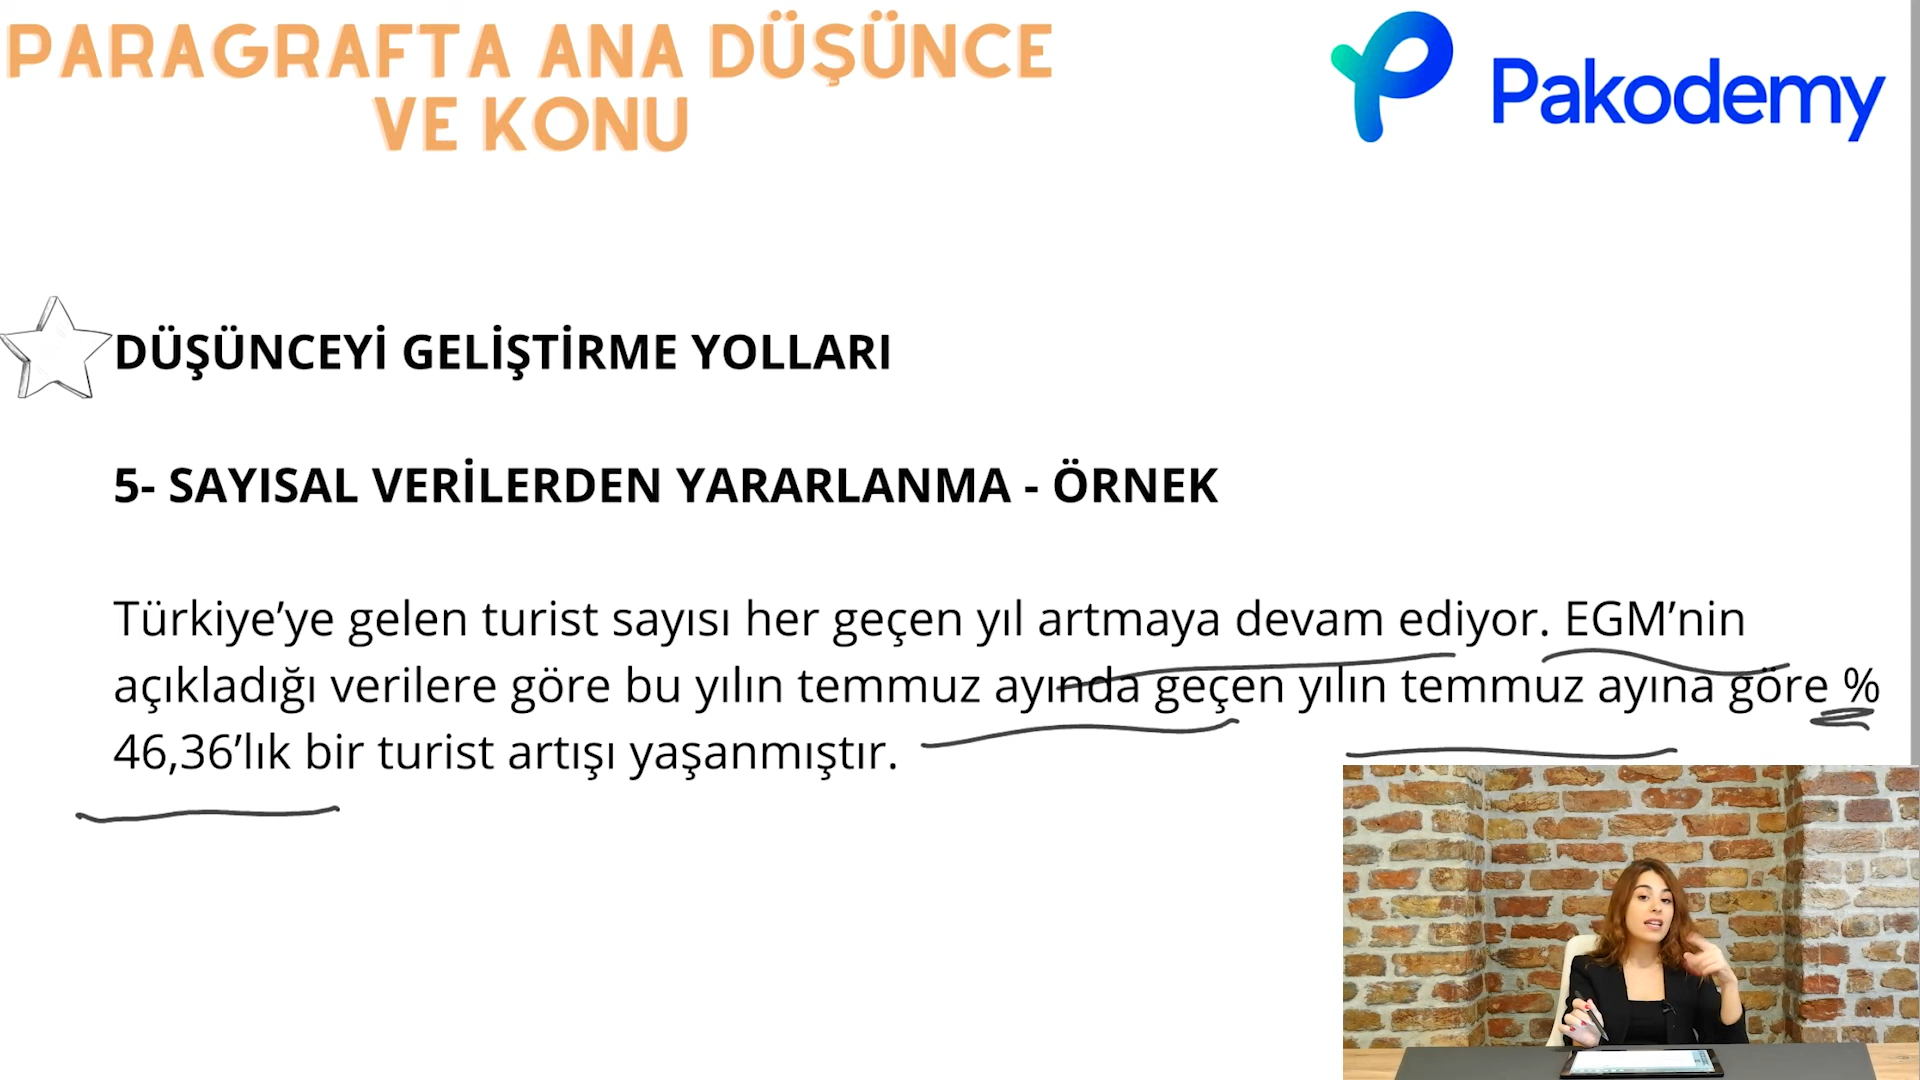 PARAGRAFTA ANA DÜŞÜNCE
VE KONU
Pakodemy
DÜŞÜNCEYİ GELİŞTİRME YOLLARI
5- SAYISAL VERİLERDEN YARARLANMA - ÖRNEK
Türkiye’ye gelen turist sayısı her geçen yıl artmaya devam ediyor. EGM’nin
açıkladığı verilere göre bu yılın temmuz ayında geçen yılın temmuz ayına göre %
46,36’lık bir turist artışı yaşanmıştır.